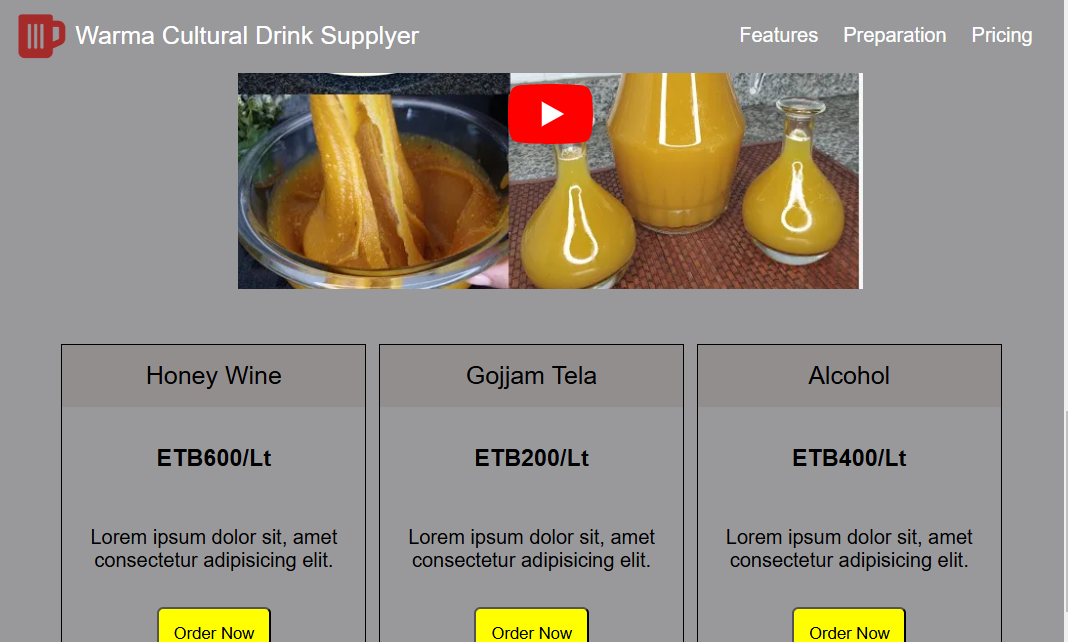 Warma Cultural Drink Supplyer
Features Preparation Pricing
Honey Wine
ETB600/Lt
Lorem ipsum dolor sit, amet
consectetur adipisicing elit.
Order Now
Gojjam Tela
ETB200/Lt
Lorem ipsum dolor sit, amet
consectetur adipisicing elit.
Order Now
Alcohol
ETB400/Lt
Lorem ipsum dolor sit, amet
consectetur adipisicing elit.
Order Now